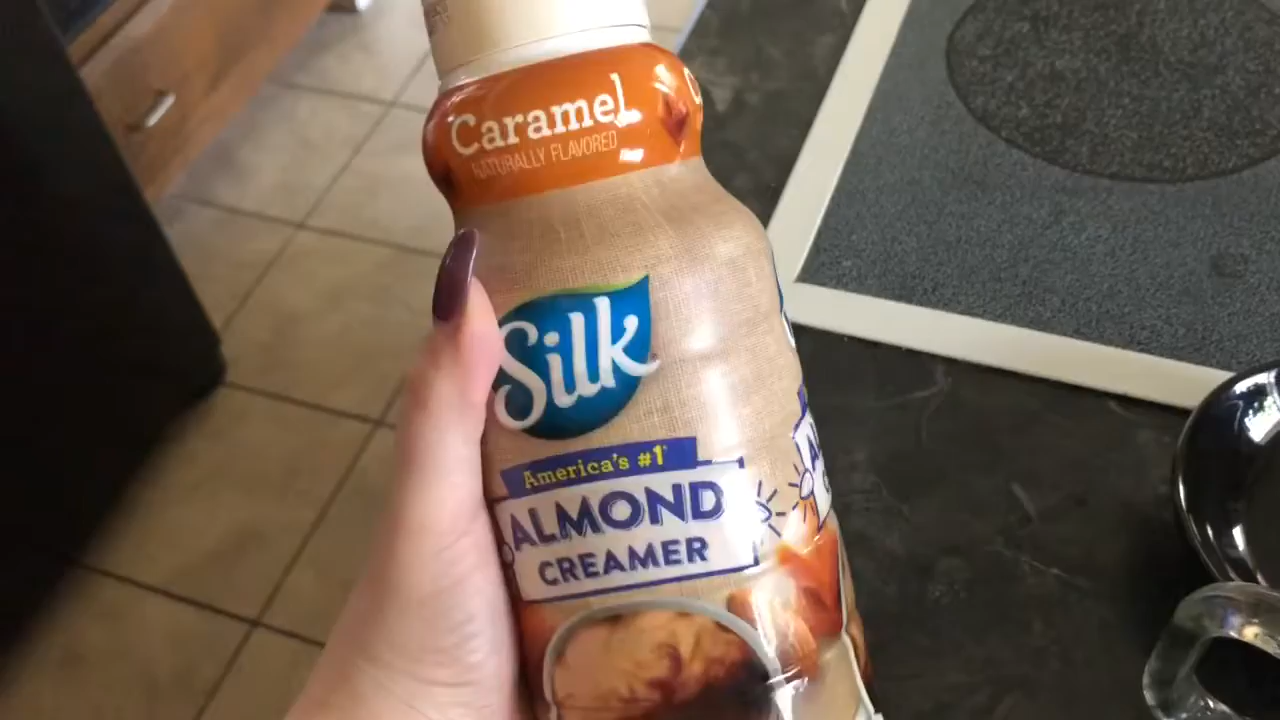 Caramel
NATURALLY FLAVORED
Silk
America's #1
ALMOND
CREAMER